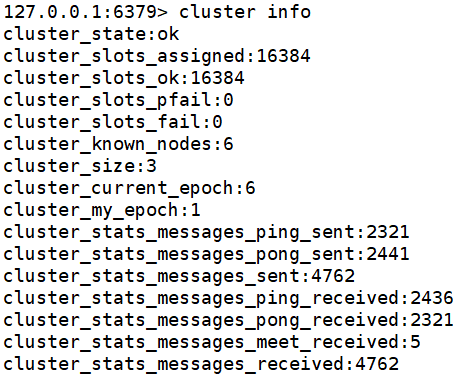 127.0.0.1:6379> cluster info
cluster_state:ok
cluster_slots_assigned:16384
cluster_slots_ok:16384
cluster_slots_pfail:0
cluster_slots_fail:0
cluster_known_nodes:6
cluster_size:3
cluster_current_epoch:6
cluster_my_epoch:1
cluster_stats_messages_ping_sent:2321
cluster_stats_messages_pong_sent:2441
cluster_stats_messages_sent:4762
cluster_stats_messages_ping_received:2436
cluster_stats_messages_pong_received:2321
cluster_stats_messages_meet_received:5
cluster_stats_messages_received:4762